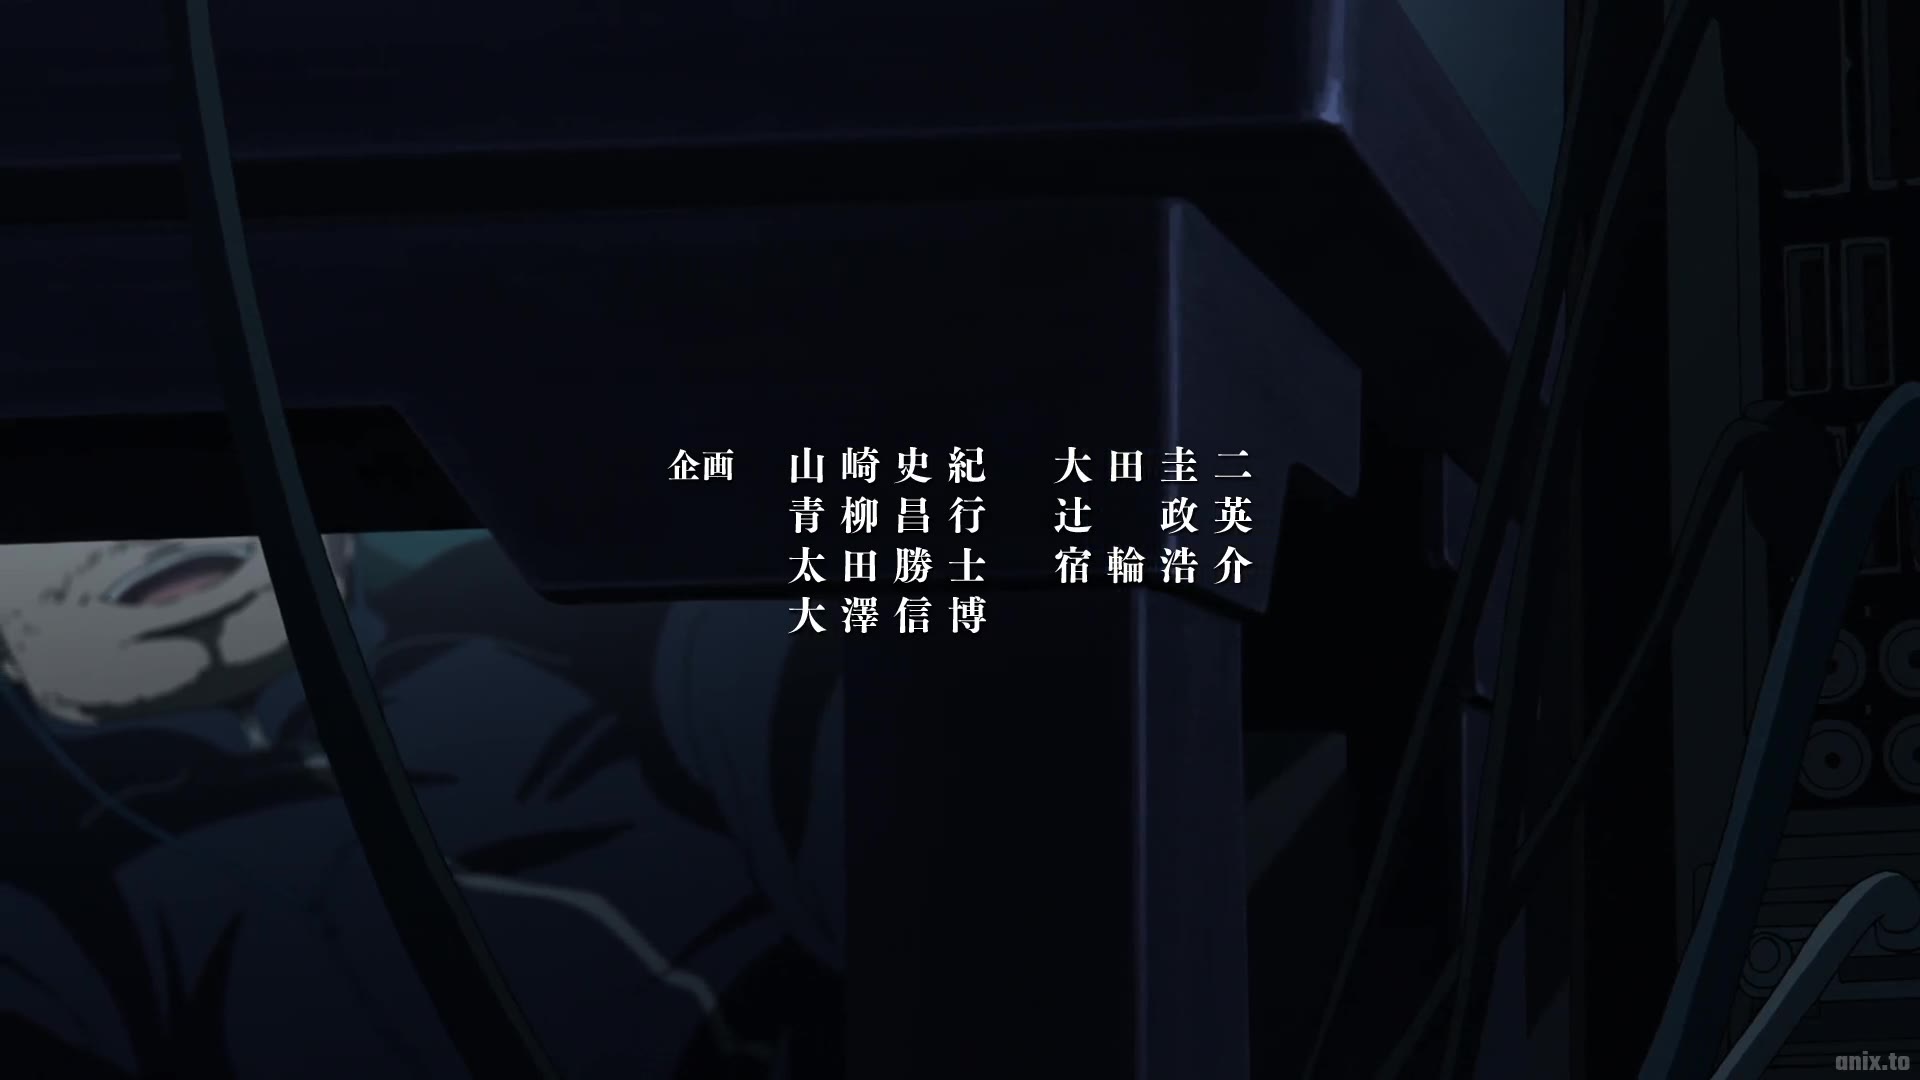 企画 山崎史紀 大田圭二
青柳昌行 辻 政英
太田勝士 宿輪浩介
大澤信博
anix.to